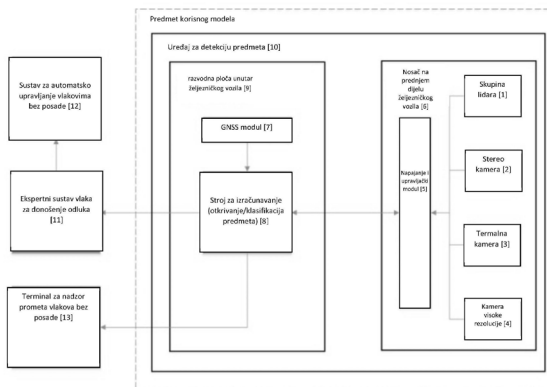 Predmet korisnog modela
Uređaj za detekciju predmeta [10]
Sustav za automatsko
upravljanje vlakovima
bez posade [12]
Ekspertni sustav vlaka
za donošenje odluka
[11]
Terminal za nadzor
prometa vlakova bez
posade [13]
razvodna ploča unutar
željezničkog vozila [9]
GNSS modul [7]
Stroj za izračunavanje
(otkrivanje/klasifikacija
predmeta) [8]
Nosač na
prednjem
dijelu
željezničkog
vozila [6]
Napajanje i
upravljački
modul [5]
Skupina
lidara [1]
Stereo
kamera [2]
Termalna
kamera [3]
Kamera
visoke
rezolucije [4]